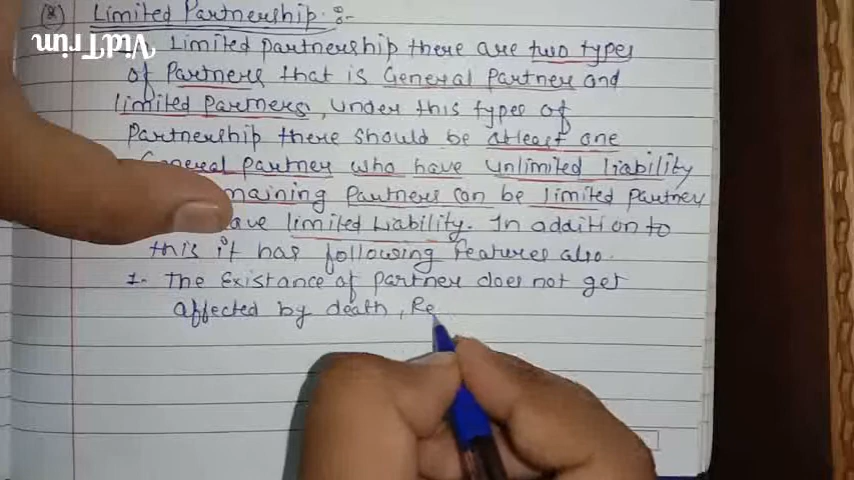 (2) Limited Partnership :-
VidTrim
Limited partnership there are two types
of Partners that is General Partner and
limited Partners, under this types of
Partnership there should be atleast one
General partner who have unlimited liability
maining Partners can be limited Partner
ave limited Liability. In addition to
this it has following features also.
1- The Existance of partner does not get
affected by death, Re